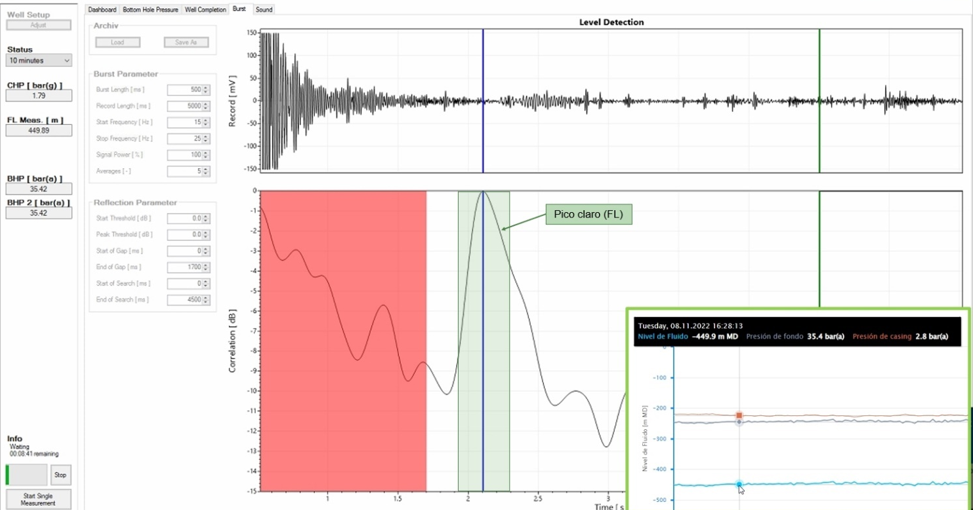 Well Setup
Adjust
Status
10 minutes
CHP [ bar(g) ]
1.79
FL Meas. [ m ]
449.89
BHP [ bar(a) ]
35.42
BHP 2 [ bar(a) ]
35.42
Info
Waiting
00:08:41 remaining
Stop
Start Single
Measurement
Dashboard Bottom Hole Pressure Well Completion Burst Sound
Archiv
Load Save As
Burst Parameter
Burst Length [ ms ] 500
Record Length [ ms ] 5000
Start Frequency [ Hz ] 15
Stop Frequency [ Hz ] 25
Signal Power [ % ] 100
Averages [ - ] 5
Reflection Parameter
Start Threshold [ dB ] 0.0
Peak Threshold [ dB ] 0.0
Start of Gap [ ms ] 0
End of Gap [ ms ] 1700
Start of Search [ ms ] 0
End of Search [ ms ] 4500
Level Detection
Record [ mV ]
150
100
50
0
-50
-100
-150
Correlation [ dB ]
0
-1
-2
-3
-4
-5
-6
-7
-8
-9
-10
-11
-12
-13
-14
-15
1 1.5 2 2.5 3
Time [ s
Pico claro (FL)
Tuesday, 08.11.2022 16:28:13
Nivel de Fluido -449.9 m MD Presión de fondo 35.4 bar(a) Presión de casing 2.8 bar(a)
Nivel de Fluido [m MD]
-100
-200
-300
-400
-500